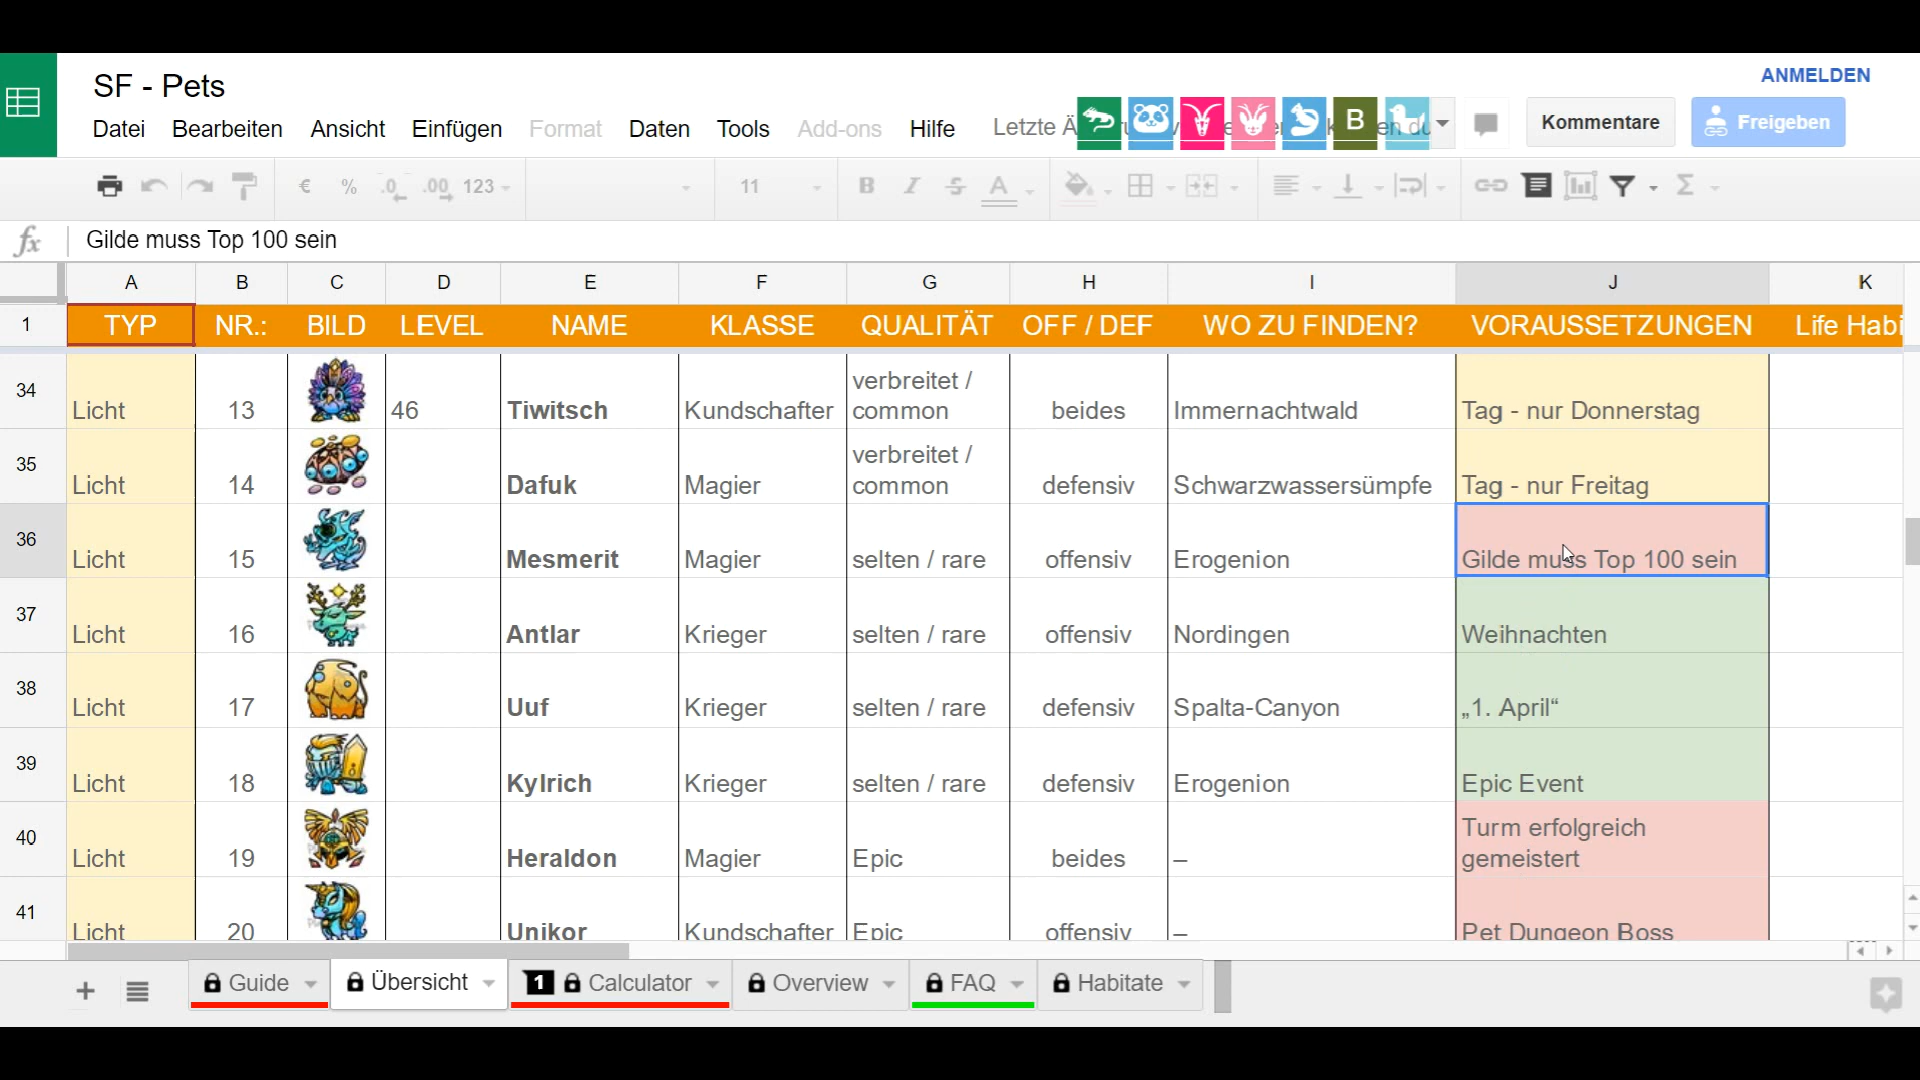 SF - Pets
ANMELDEN
Datei Bearbeiten Ansicht Einfügen Format Daten Tools Add-ons Hilfe Letzte B Kommentare Freigeben
€ % .0 .00 123 11 B I S A Σ
fx Gilde muss Top 100 sein
A B C D E F G H I J K
1 TYP NR.: BILD LEVEL NAME KLASSE QUALITÄT OFF / DEF WO ZU FINDEN? VORAUSSETZUNGEN Life Habi
34 Licht 13 46 Tiwitsch Kundschafter verbreitet / common beides Immernachtwald Tag - nur Donnerstag
35 Licht 14 Dafuk Magier verbreitet / common defensiv Schwarzwassersümpfe Tag - nur Freitag
36 Licht 15 Mesmerit Magier selten / rare offensiv Erogenion Gilde muss Top 100 sein
37 Licht 16 Antlar Krieger selten / rare offensiv Nordingen Weihnachten
38 Licht 17 Uuf Krieger selten / rare defensiv Spalta-Canyon „1. April“
39 Licht 18 Kylrich Krieger selten / rare defensiv Erogenion Epic Event
40 Licht 19 Heraldon Magier Epic beides – Turm erfolgreich gemeistert
41 Licht 20 Unikor Kundschafter Epic offensiv – Pet Dungeon Boss
+ Guide Übersicht 1 Calculator Overview FAQ Habitate